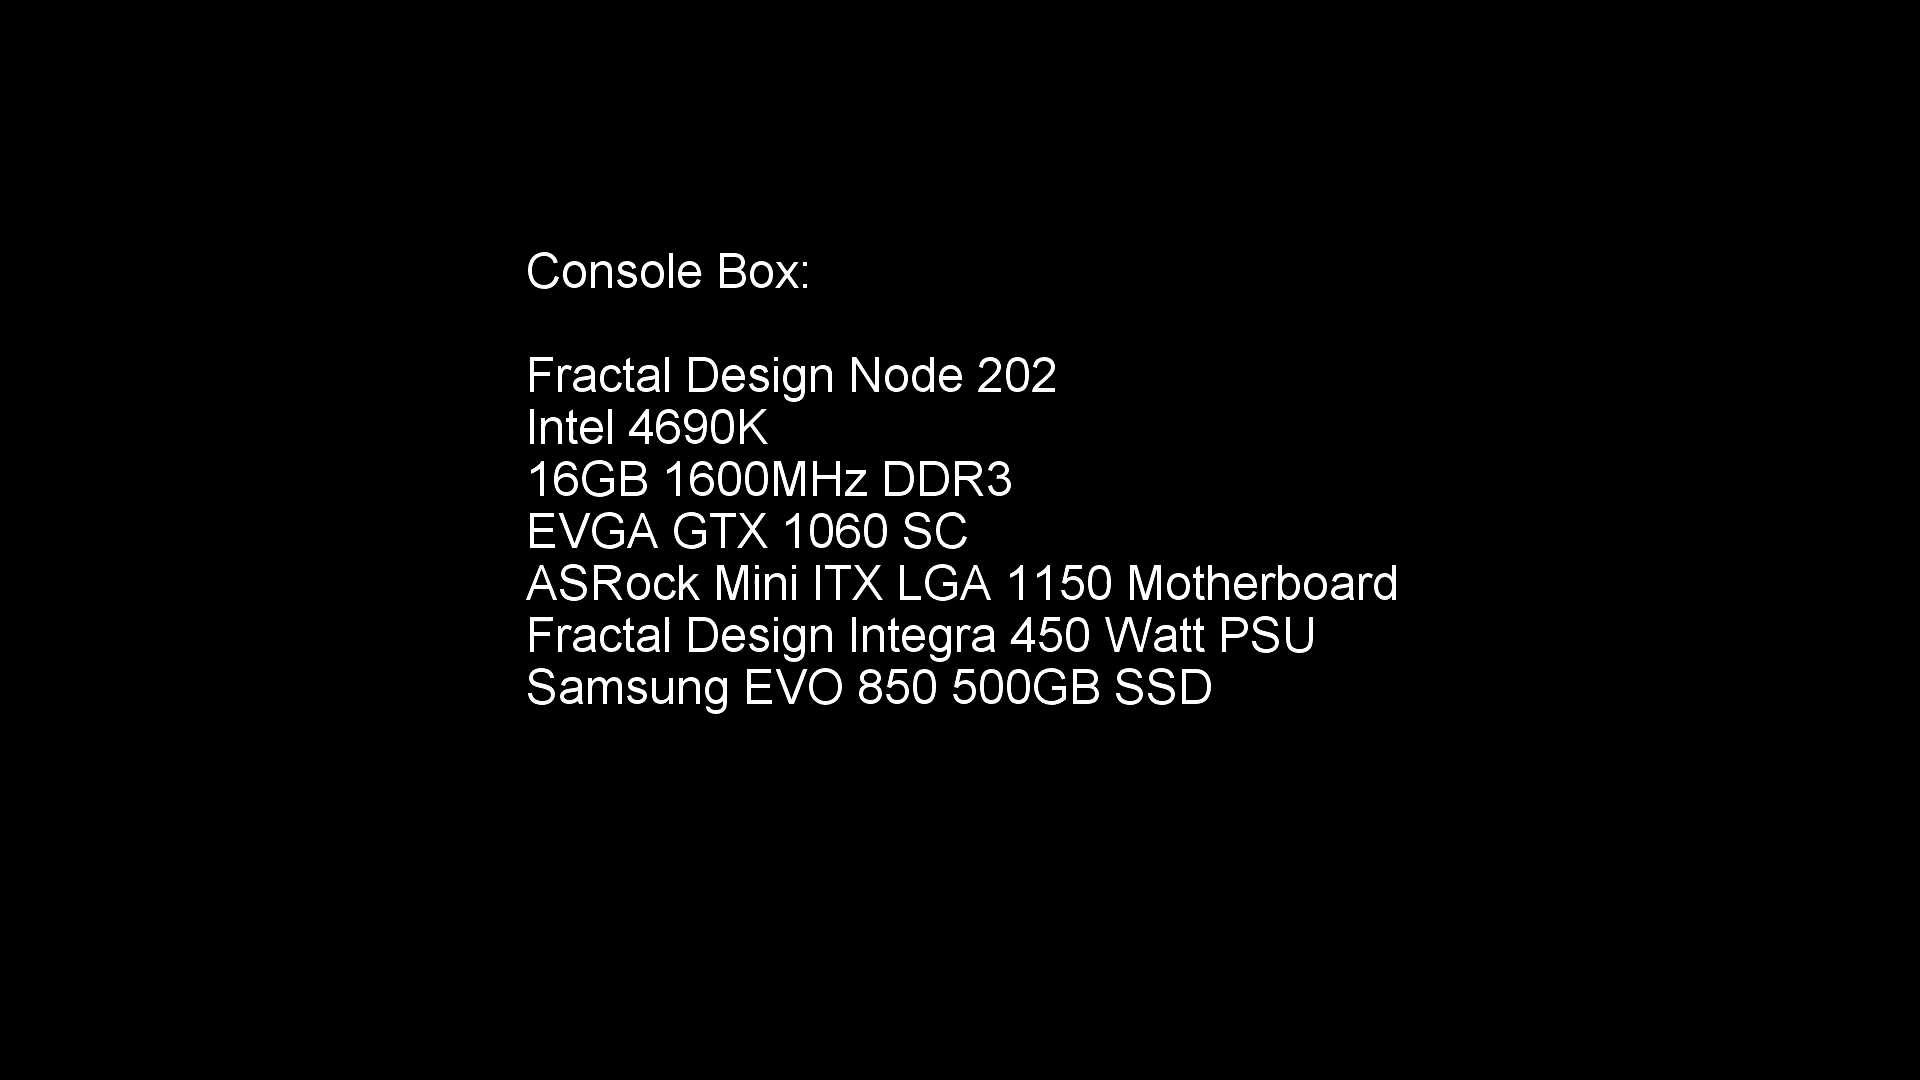 Console Box:
Fractal Design Node 202
Intel 4690K
16GB 1600MHz DDR3
EVGA GTX 1060 SC
ASRock Mini ITX LGA 1150 Motherboard
Fractal Design Integra 450 Watt PSU
Samsung EVO 850 500GB SSD